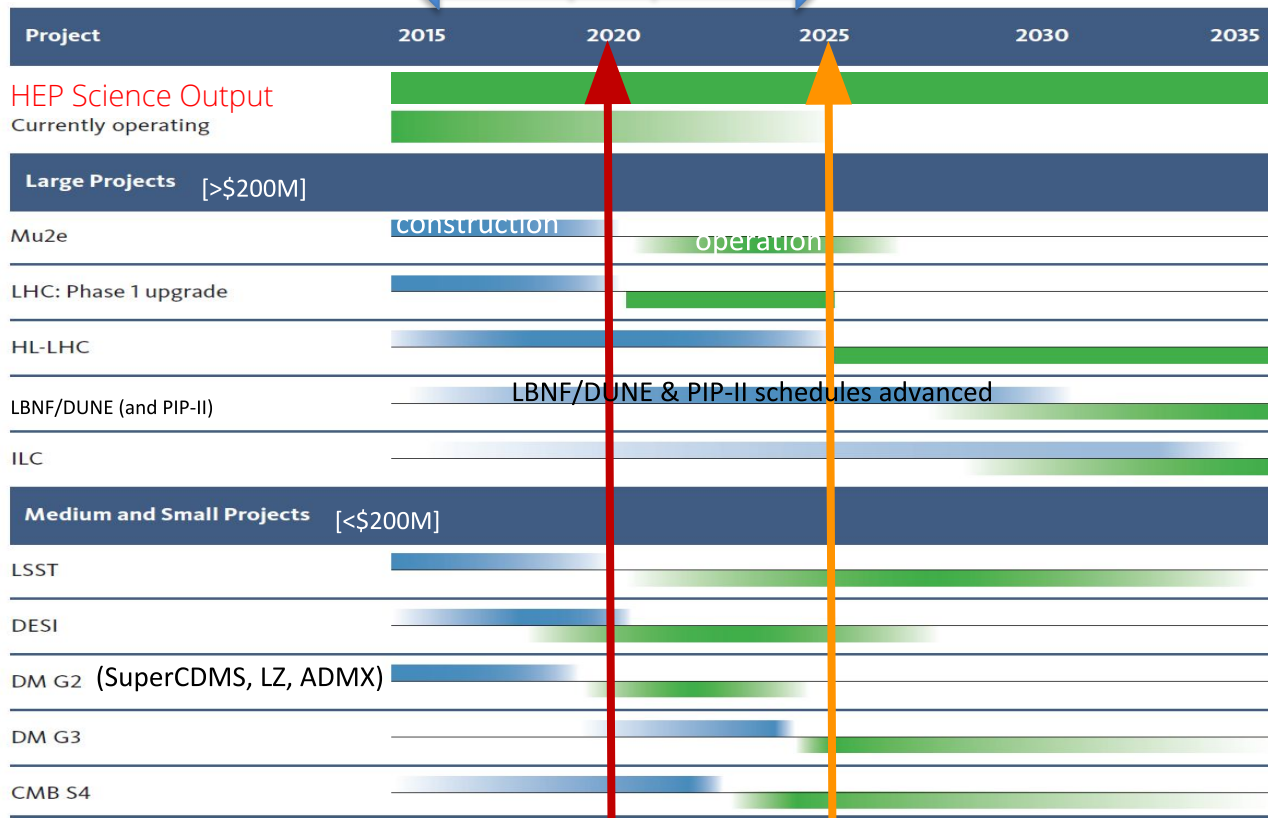 Project 2015 2020 2025 2030 2035
HEP Science Output
Currently operating
Large Projects [>$200M]
Mu2e construction operation
LHC: Phase 1 upgrade
HL-LHC
LBNF/DUNE & PIP-II schedules advanced
LBNF/DUNE (and PIP-II)
ILC
Medium and Small Projects [<$200M]
LSST
DESI
DM G2 (SuperCDMS, LZ, ADMX)
DM G3
CMB S4